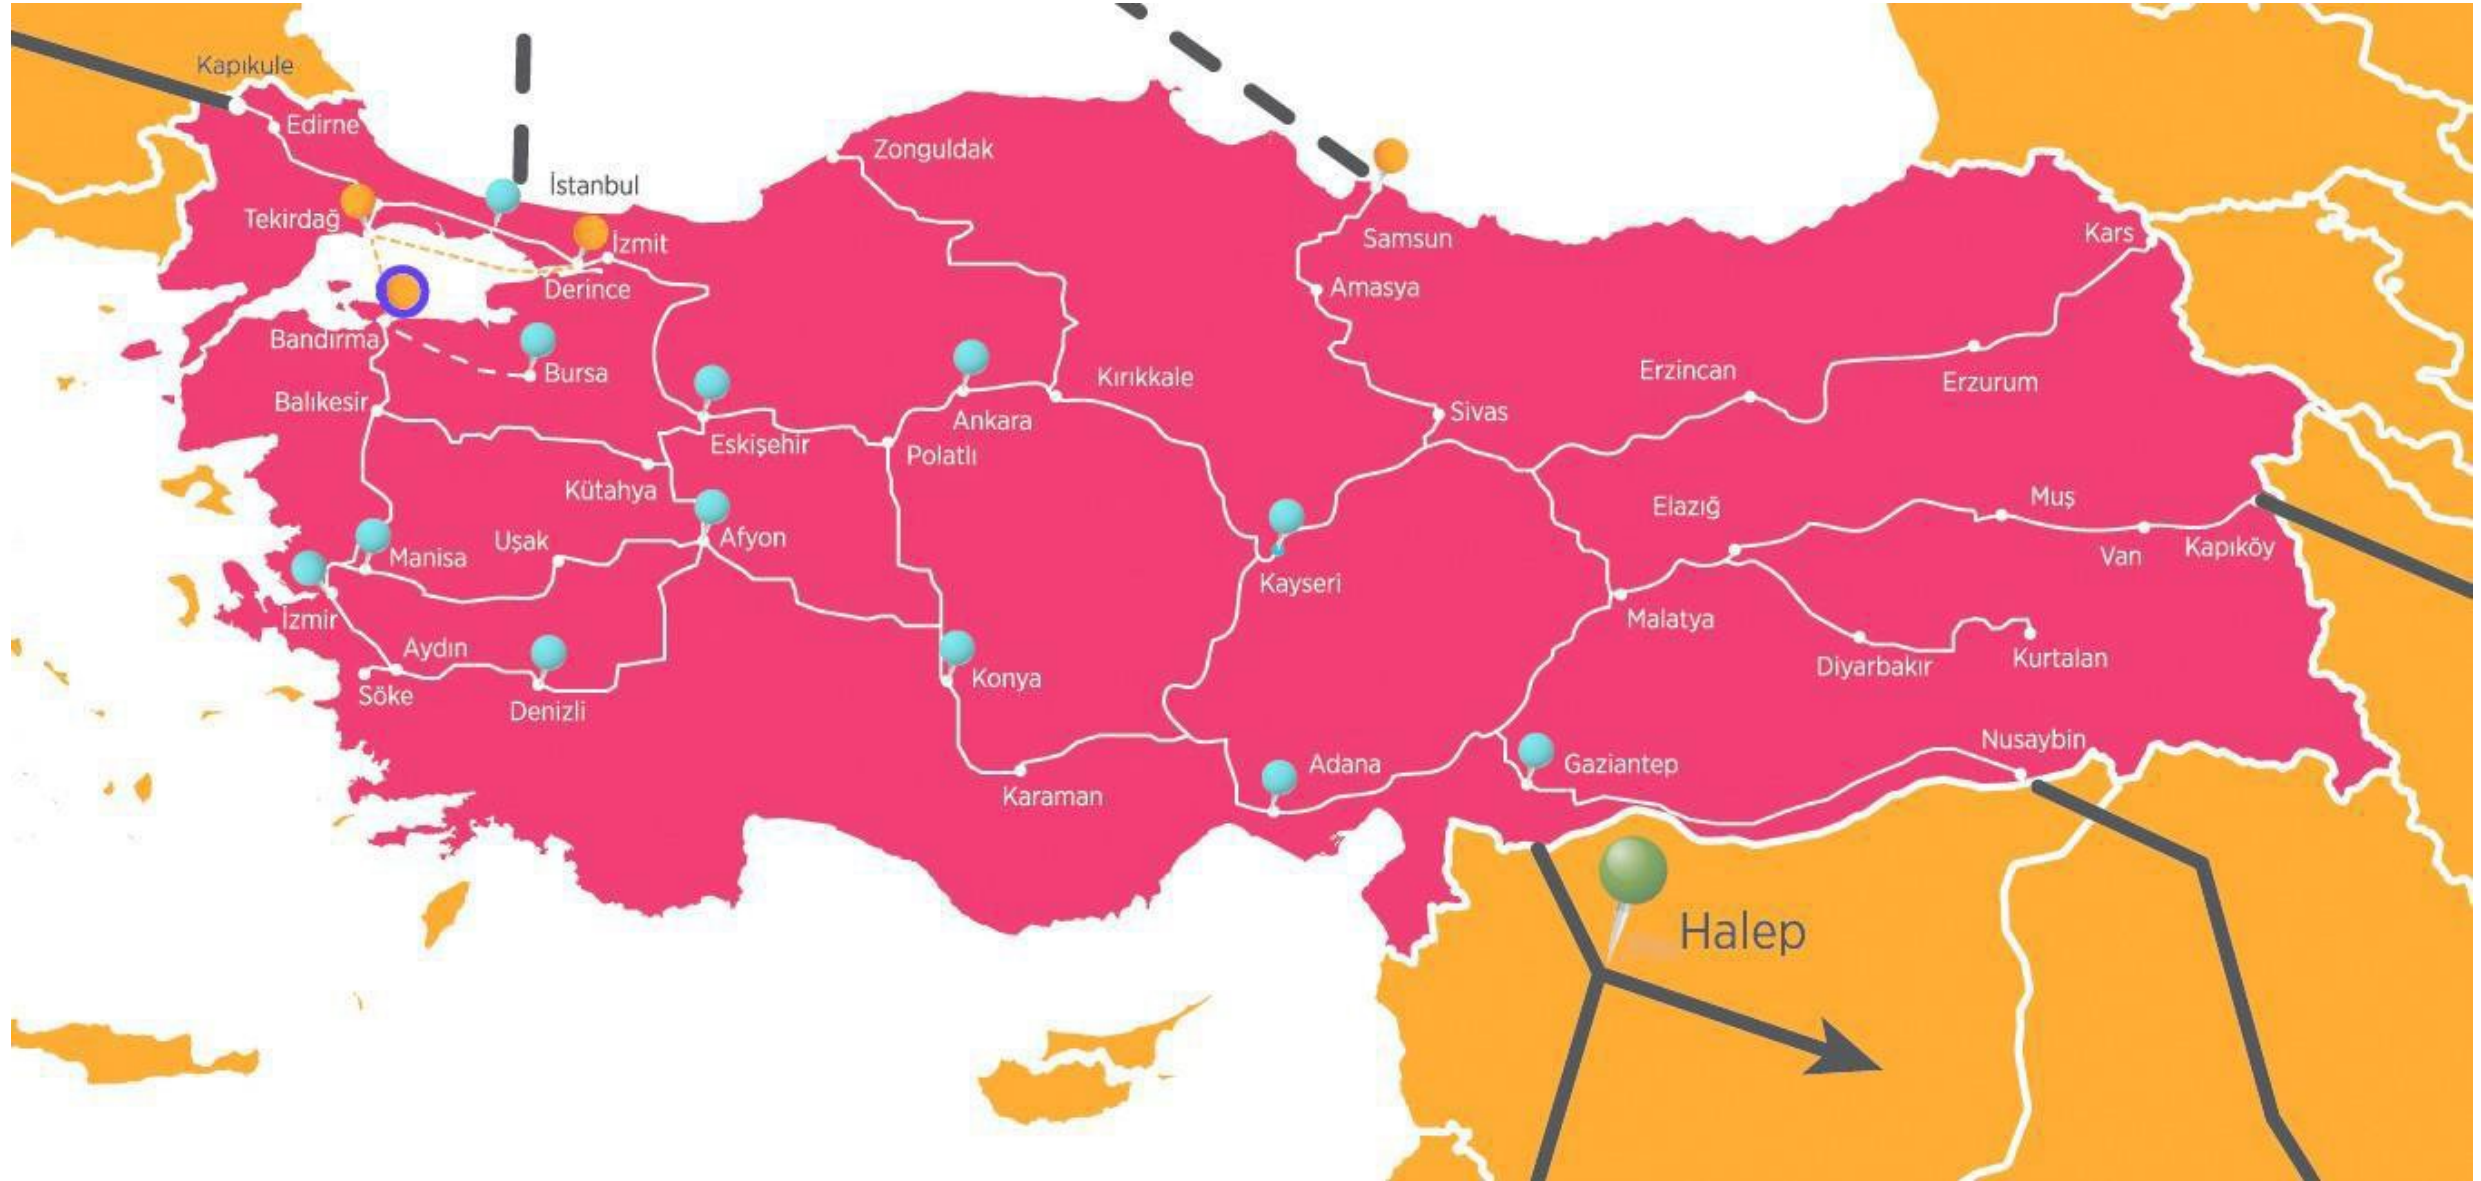 Kapıkule
Edirne
Zonguldak
İstanbul
Tekirdağ
İzmit
Samsun
Kars
Derince
Amasya
Bandırma
Bursa
Erzincan
Kırıkkale
Erzurum
Balıkesir
Ankara
Sivas
Eskişehir
Polatlı
Kütahya
Elazığ
Muş
Uşak
Afyon
Manisa
Van
Kapıköy
Kayseri
İzmir
Malatya
Aydın
Diyarbakır
Kurtalan
Söke
Konya
Denizli
Nusaybin
Adana
Gaziantep
Karaman
Halep